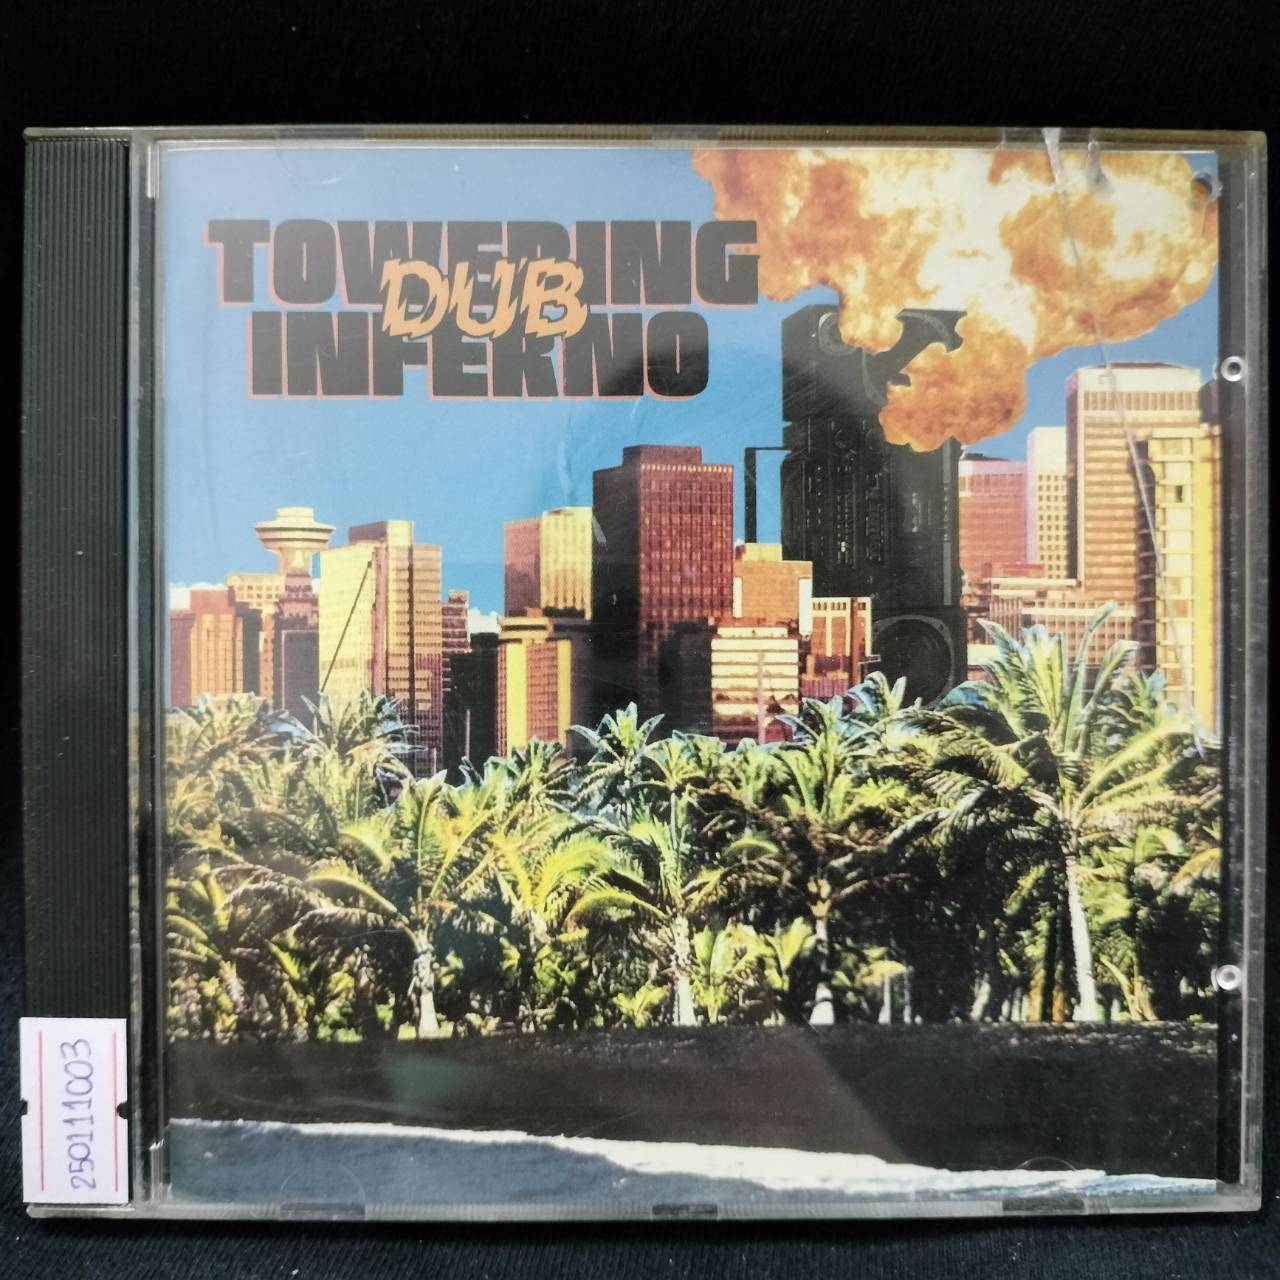 TOWERING
DUB
INFERNO
250111003